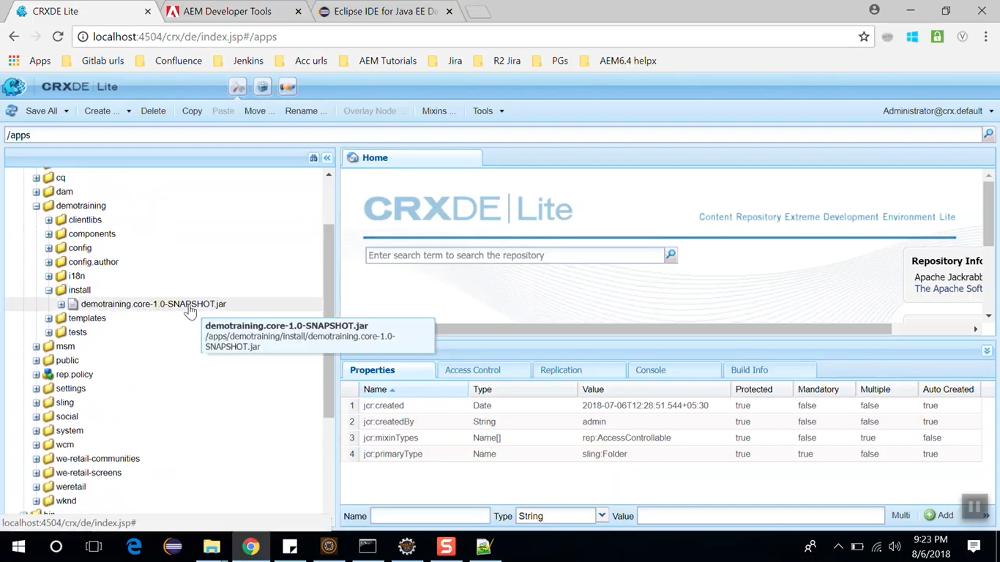 CRXDE Lite
AEM Developer Tools
Eclipse IDE for Java EE De
localhost:4504/crx/de/index.jsp#/apps
Apps Gitlab urls Confluence Jenkins Acc urls AEM Tutorials Jira R2 Jira PGs AEM6.4 helpx
CRXDE | Lite
Save All Create ... Delete Copy Paste Move ... Rename ... Overlay Node ... Mixins ... Tools Administrator@crx.default
/apps
cq
dam
demotraining
clientlibs
components
config
config.author
i18n
install
demotraining.core-1.0-SNAPSHOT.jar
templates
tests
msm
public
rep:policy
settings
sling
social
system
wcm
we-retail-communities
we-retail-screens
weretail
wknd
demotraining.core-1.0-SNAPSHOT.jar
/apps/demotraining/install/demotraining.core-1.0-
SNAPSHOT.jar
localhost:4504/crx/de/index.jsp#
Home
CRXDE | Lite
Content Repository Extreme Development Environment Lite
Enter search term to search the repository
Repository Info
Apache Jackrabb
The Apache Soft
Properties Access Control Replication Console Build Info
Name Type Value Protected Mandatory Multiple Auto Created
1 jcr:created Date 2018-07-06T12:28:51.544+05:30 true false false true
2 jcr:createdBy String admin true false false true
3 jcr:mixinTypes Name[] rep:AccessControllable true false true false
4 jcr:primaryType Name sling:Folder true true false true
Name Type String Value Multi Add
9:23 PM
8/6/2018